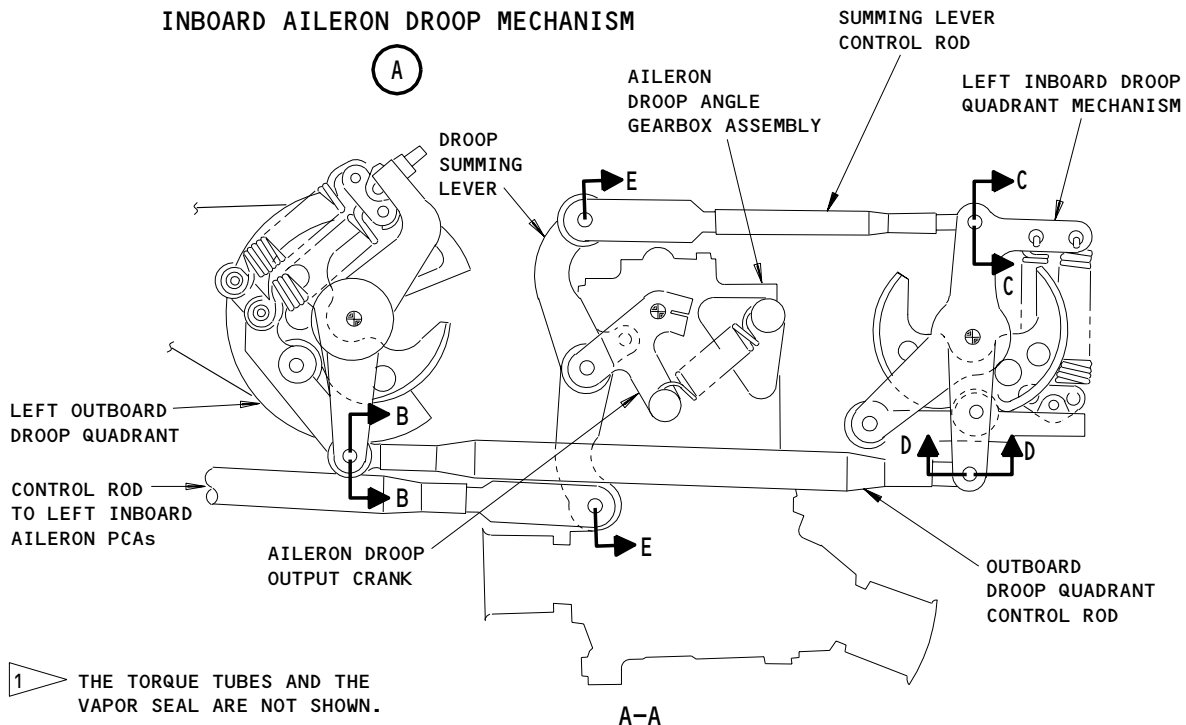 INBOARD AILERON DROOP MECHANISM
A
SUMMING LEVER
CONTROL ROD
AILERON
DROOP ANGLE
GEARBOX ASSEMBLY
LEFT INBOARD DROOP
QUADRANT MECHANISM
DROOP
SUMMING
LEVER
E
C
C
LEFT OUTBOARD
DROOP QUADRANT
B
D
D
B
CONTROL ROD
TO LEFT INBOARD
AILERON PCAs
E
AILERON DROOP
OUTPUT CRANK
OUTBOARD
DROOP QUADRANT
CONTROL ROD
1 THE TORQUE TUBES AND THE
VAPOR SEAL ARE NOT SHOWN.
A-A